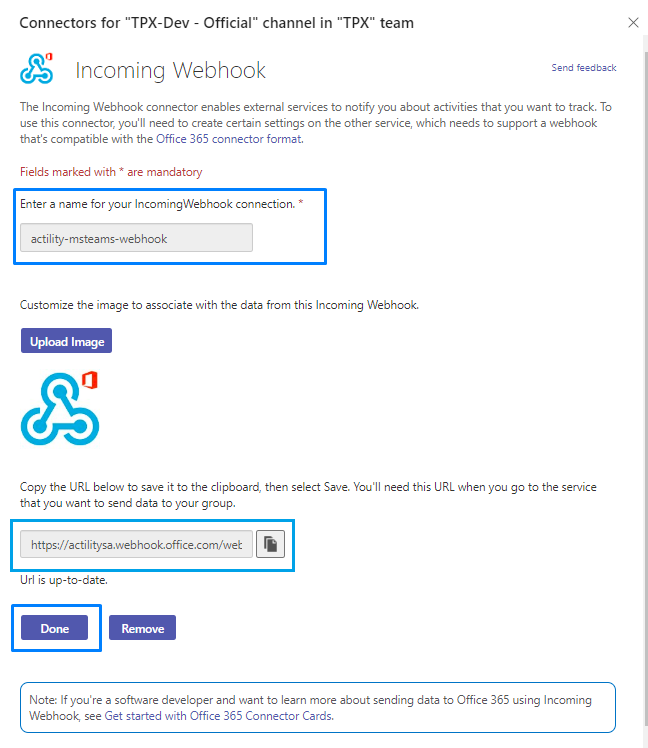 Connectors for "TPX-Dev - Official" channel in "TPX" team
Incoming Webhook
Send feedback
The Incoming Webhook connector enables external services to notify you about activities that you want to track. To
use this connector, you'll need to create certain settings on the other service, which needs to support a webhook
that's compatible with the Office 365 connector format.
Fields marked with * are mandatory
Enter a name for your IncomingWebhook connection. *
actility-msteams-webhook
Customize the image to associate with the data from this Incoming Webhook.
Upload Image
Copy the URL below to save it to the clipboard, then select Save. You'll need this URL when you go to the service
that you want to send data to your group.
https://actilitysa.webhook.office.com/web
Url is up-to-date.
Done
Remove
Note: If you're a software developer and want to learn more about sending data to Office 365 using Incoming
Webhook, see Get started with Office 365 Connector Cards.